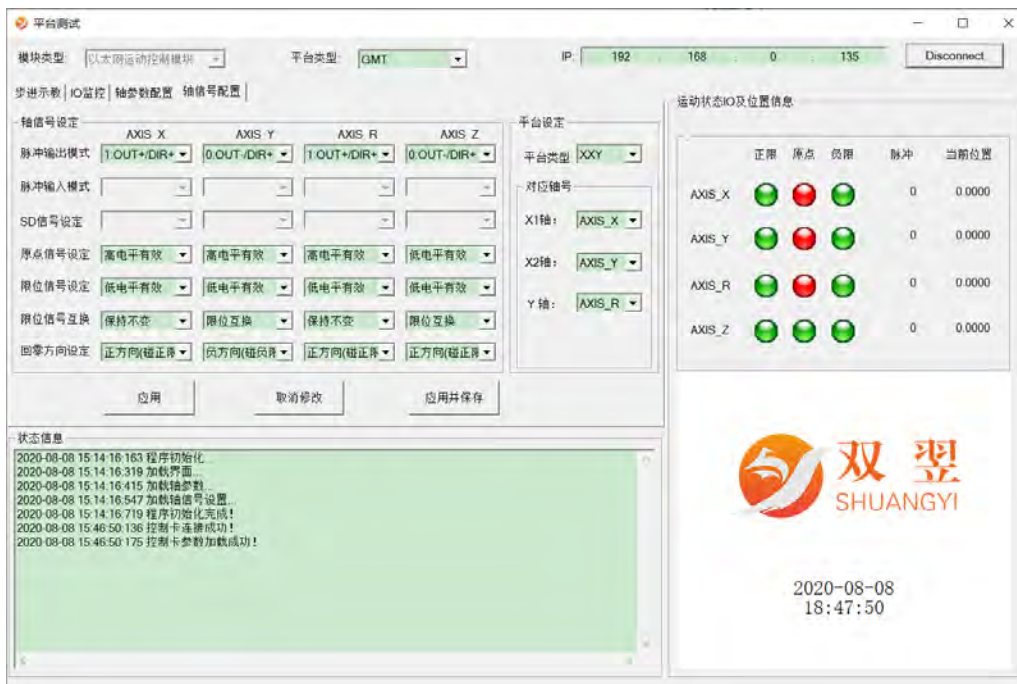 平台测试
模块类型: 以太网运动控制模块 平台类型: GMT IP: 192 . 168 . 0 . 135 Disconnect
步进示教 IO监控 轴参数配置 轴信号配置
轴信号设定
AXIS X AXIS Y AXIS R AXIS Z
脉冲输出模式 1:OUT+/DIR+ 0:OUT-/DIR+ 1:OUT+/DIR+ 0:OUT-/DIR+
脉冲输入模式
SD信号设定
原点信号设定 高电平有效 高电平有效 高电平有效 低电平有效
限位信号设定 低电平有效 低电平有效 低电平有效 低电平有效
限位信号互换 保持不变 限位互换 保持不变 限位互换
回零方向设定 正方向(碰正限 负方向(碰负限 正方向(碰正限 正方向(碰正限
应用 取消修改 应用并保存
平台设定
平台类型 XXY
对应轴号
X1轴: AXIS_X
X2轴: AXIS_Y
Y 轴: AXIS_R
运动状态IO及位置信息
正限 原点 负限 脉冲 当前位置
AXIS_X 0 0.0000
AXIS_Y 0 0.0000
AXIS_R 0 0.0000
AXIS_Z 0 0.0000
状态信息
2020-08-08 15:14:16:163 程序初始化...
2020-08-08 15:14:16:319 加载界面...
2020-08-08 15:14:16:415 加载轴参数...
2020-08-08 15:14:16:547 加载轴信号设置...
2020-08-08 15:14:16:719 程序初始化完成!
2020-08-08 15:46:50:136 控制卡连接成功!
2020-08-08 15:46:50:175 控制卡参数加载成功!
双翌
SHUANGYI
2020-08-08
18:47:50